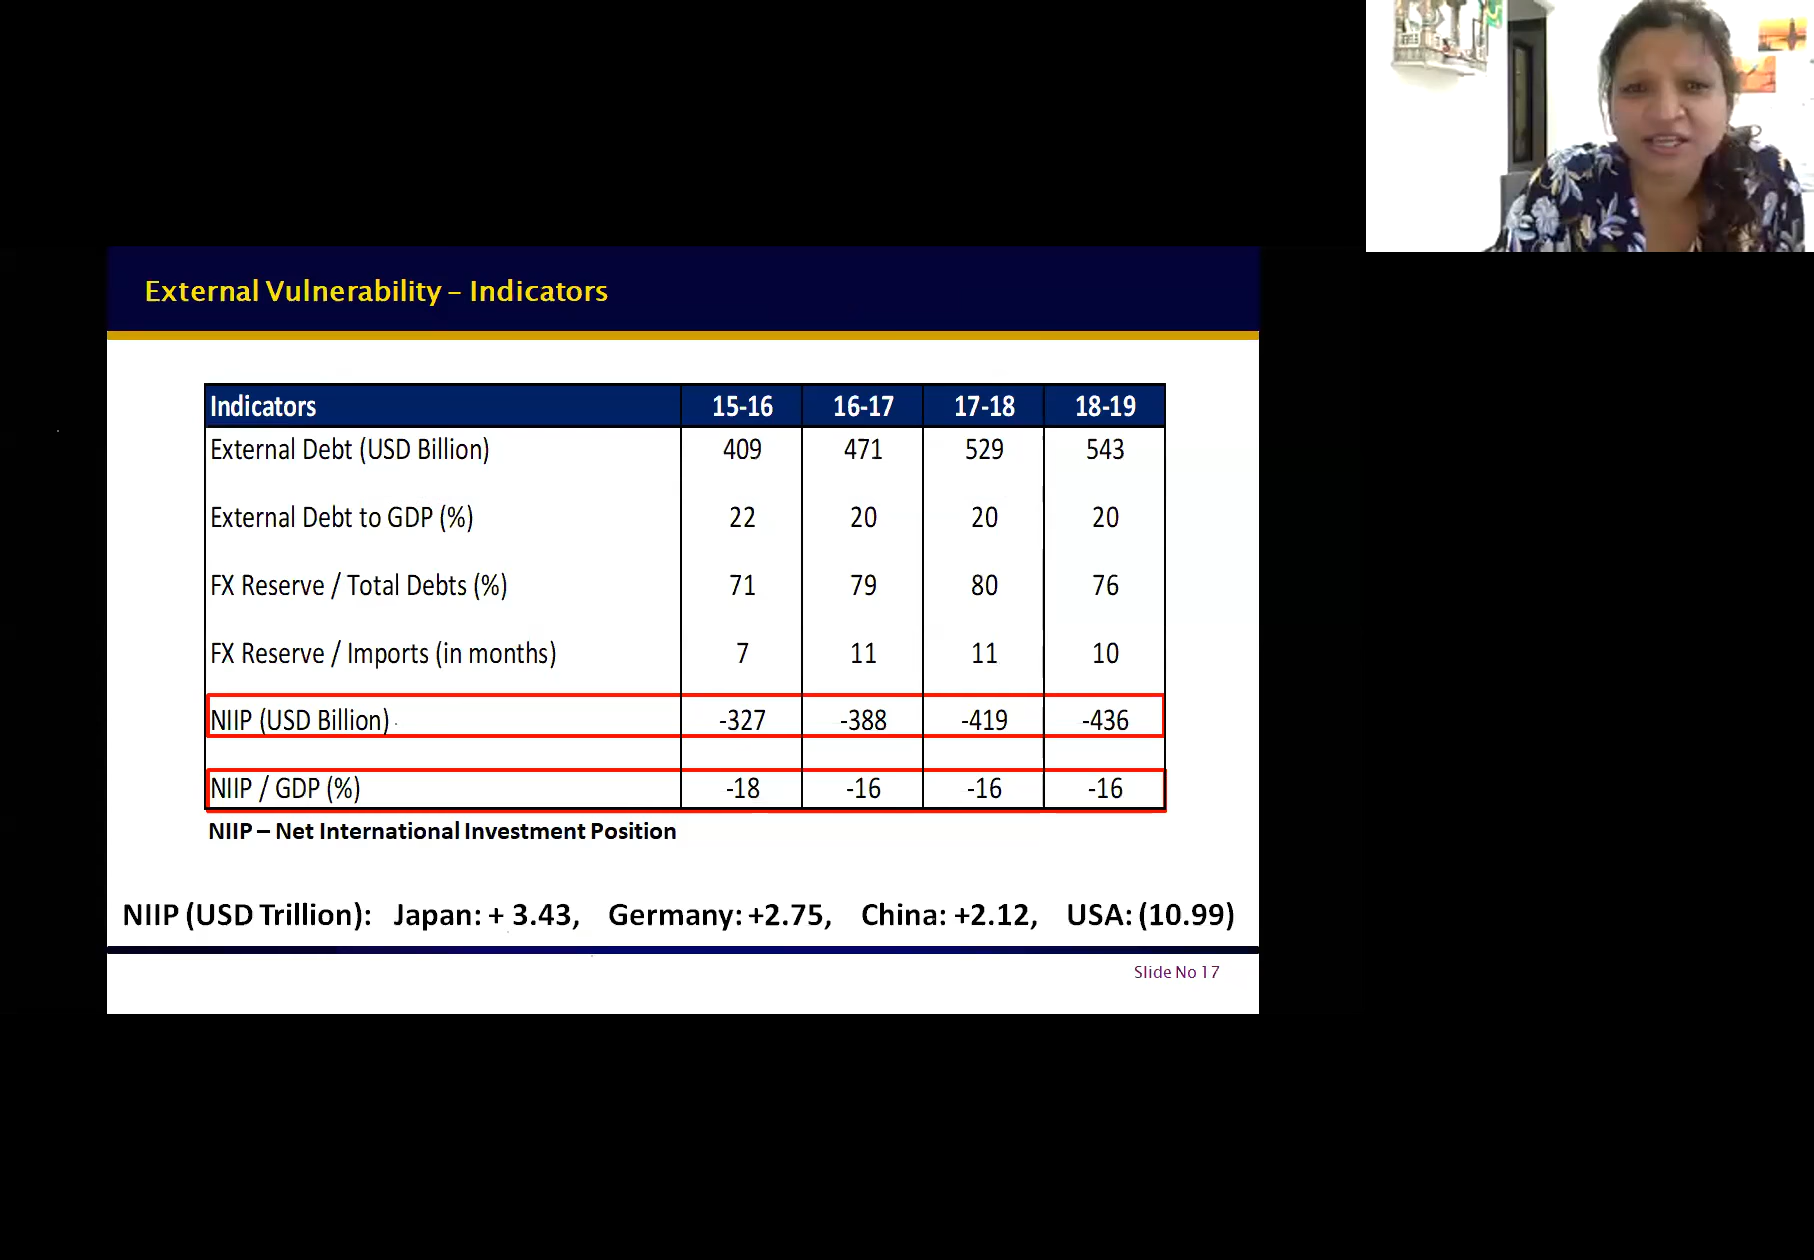 External Vulnerability – Indicators
Indicators 15-16 16-17 17-18 18-19
External Debt (USD Billion) 409 471 529 543
External Debt to GDP (%) 22 20 20 20
FX Reserve / Total Debts (%) 71 79 80 76
FX Reserve / Imports (in months) 7 11 11 10
NIIP (USD Billion) -327 -388 -419 -436
NIIP / GDP (%) -18 -16 -16 -16
NIIP – Net International Investment Position
NIIP (USD Trillion): Japan: + 3.43, Germany: +2.75, China: +2.12, USA: (10.99)
Slide No 17